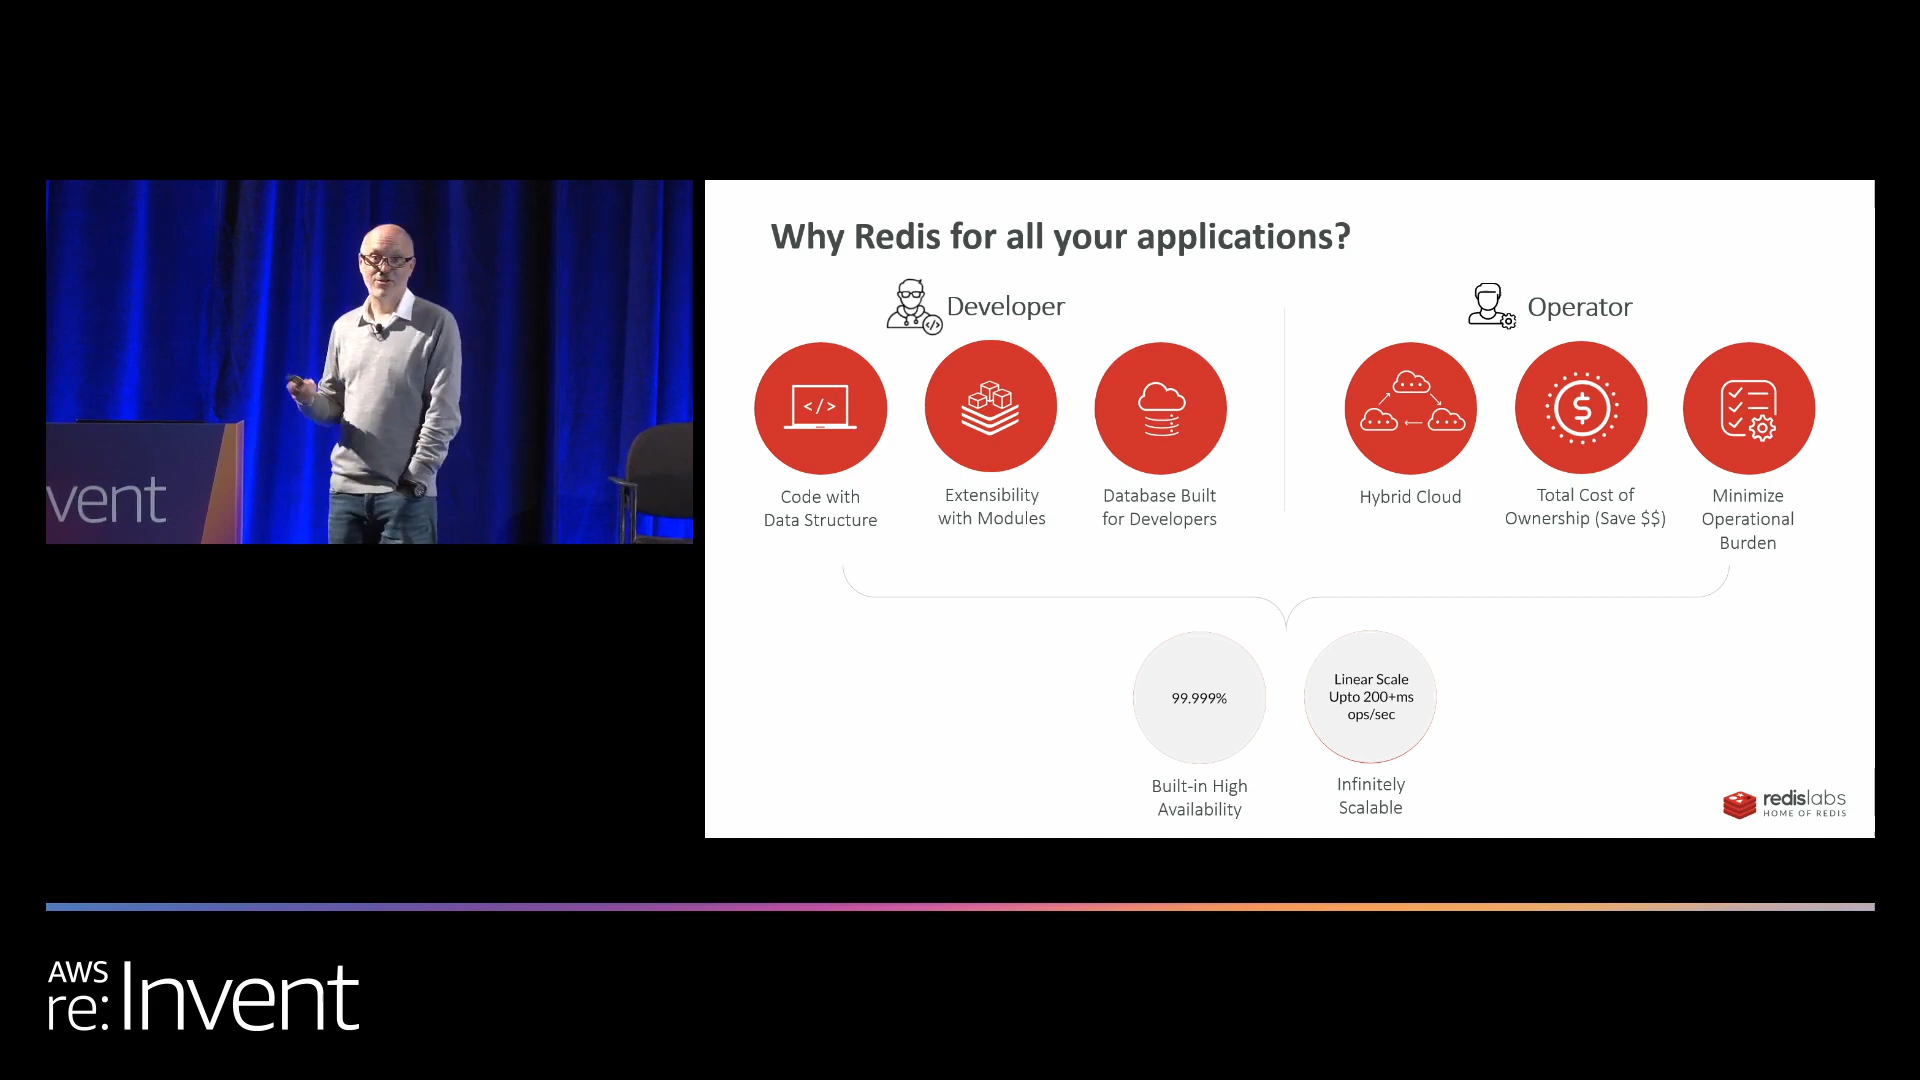 vent
Why Redis for all your applications?
Developer
</>
Code with
Data Structure
Extensibility
with Modules
Database Built
for Developers
Operator
Hybrid Cloud
$
Total Cost of
Ownership (Save $$)
Minimize
Operational
Burden
99.999%
Built-in High
Availability
Linear Scale
Upto 200+ms
ops/sec
Infinitely
Scalable
redislabs
HOME OF REDIS
AWS
re:Invent